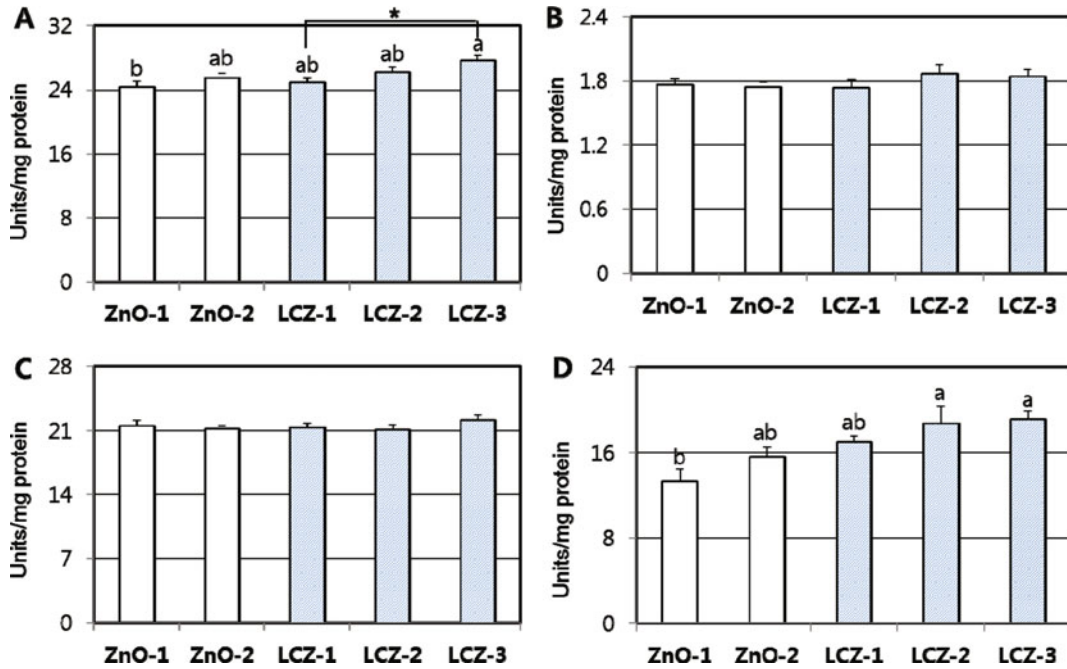 A
Units/mg protein
32
24
16
8
0
*
b
ab
ab
ab
a
ZnO-1 ZnO-2 LCZ-1 LCZ-2 LCZ-3
B
Units/mg protein
2.4
1.8
1.2
0.6
0
ZnO-1 ZnO-2 LCZ-1 LCZ-2 LCZ-3
C
Units/mg protein
28
21
14
7
0
ZnO-1 ZnO-2 LCZ-1 LCZ-2 LCZ-3
D
Units/mg protein
24
16
8
0
b
ab
ab
a
a
ZnO-1 ZnO-2 LCZ-1 LCZ-2 LCZ-3